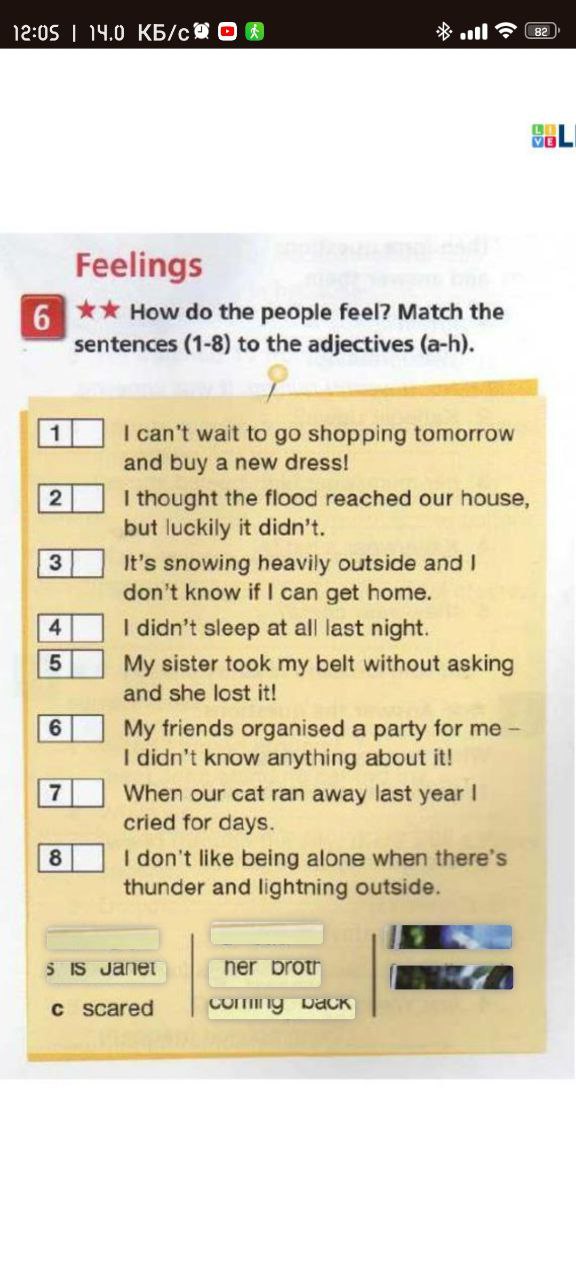 12:05 | 14.0 КБ/с
82
LIVE
Feelings
6 ★★ How do the people feel? Match the
sentences (1-8) to the adjectives (a-h).
1 I can't wait to go shopping tomorrow
and buy a new dress!
2 I thought the flood reached our house,
but luckily it didn't.
3 It's snowing heavily outside and I
don't know if I can get home.
4 I didn't sleep at all last night.
5 My sister took my belt without asking
and she lost it!
6 My friends organised a party for me –
I didn't know anything about it!
7 When our cat ran away last year I
cried for days.
8 I don't like being alone when there's
thunder and lightning outside.
s is Janet
her broth
c scared
coming back